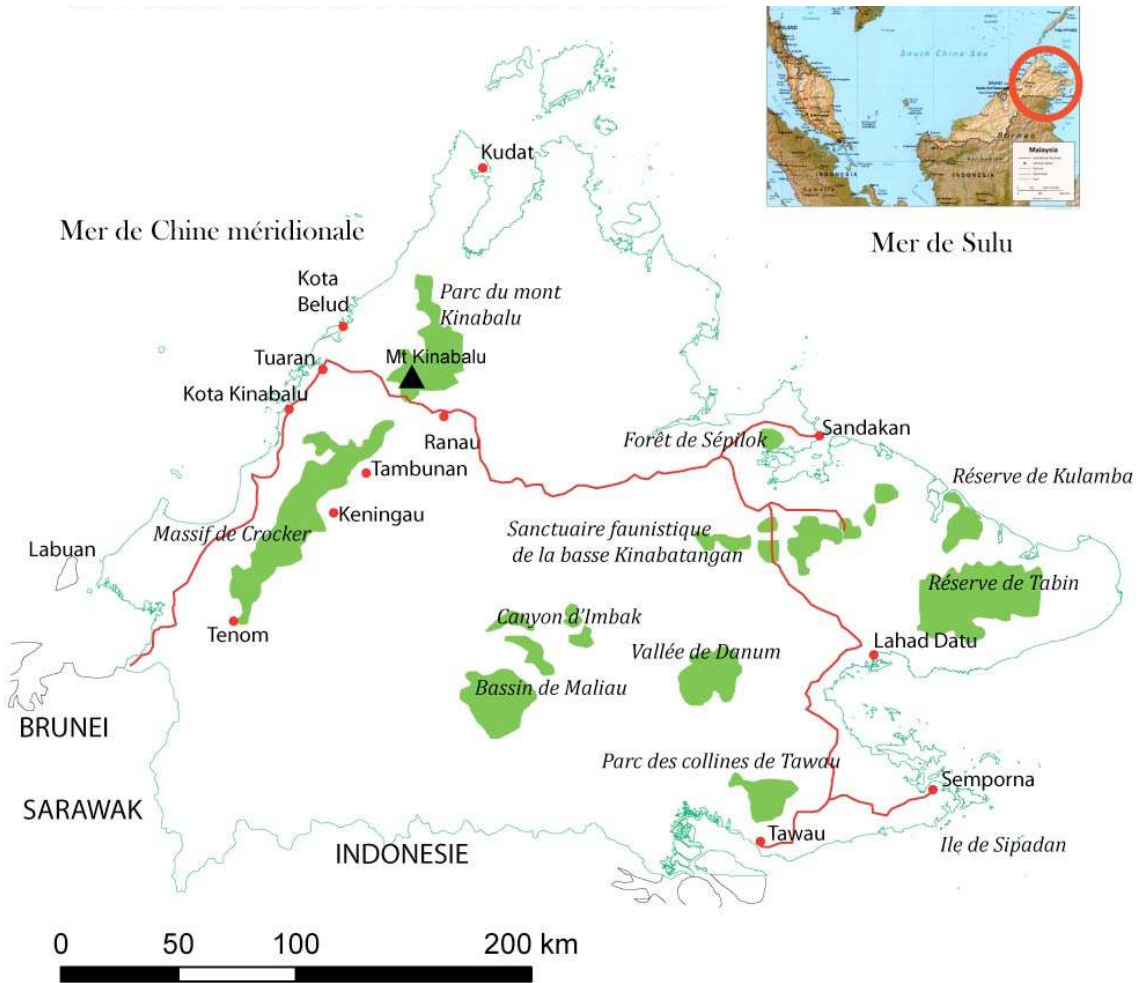 South China Sea
Malaysia
INDONESIA
INDONESIA
Borneo
Kudat
Mer de Chine méridionale
Mer de Sulu
Kota
Belud
Parc du mont
Kinabalu
Tuaran
Mt Kinabalu
Kota Kinabalu
Ranau
Forêt de Sépilok
Sandakan
Tambunan
Réserve de Kulamba
Keningau
Massif de Crocker
Sanctuaire faunistique
de la basse Kinabatangan
Labuan
Réserve de Tabin
Canyon d'Imbak
Tenom
Lahad Datu
Vallée de Danum
Bassin de Maliau
BRUNEI
Parc des collines de Tawau
Semporna
SARAWAK
Tawau
Ile de Sipadan
INDONESIE
0 50 100 200 km